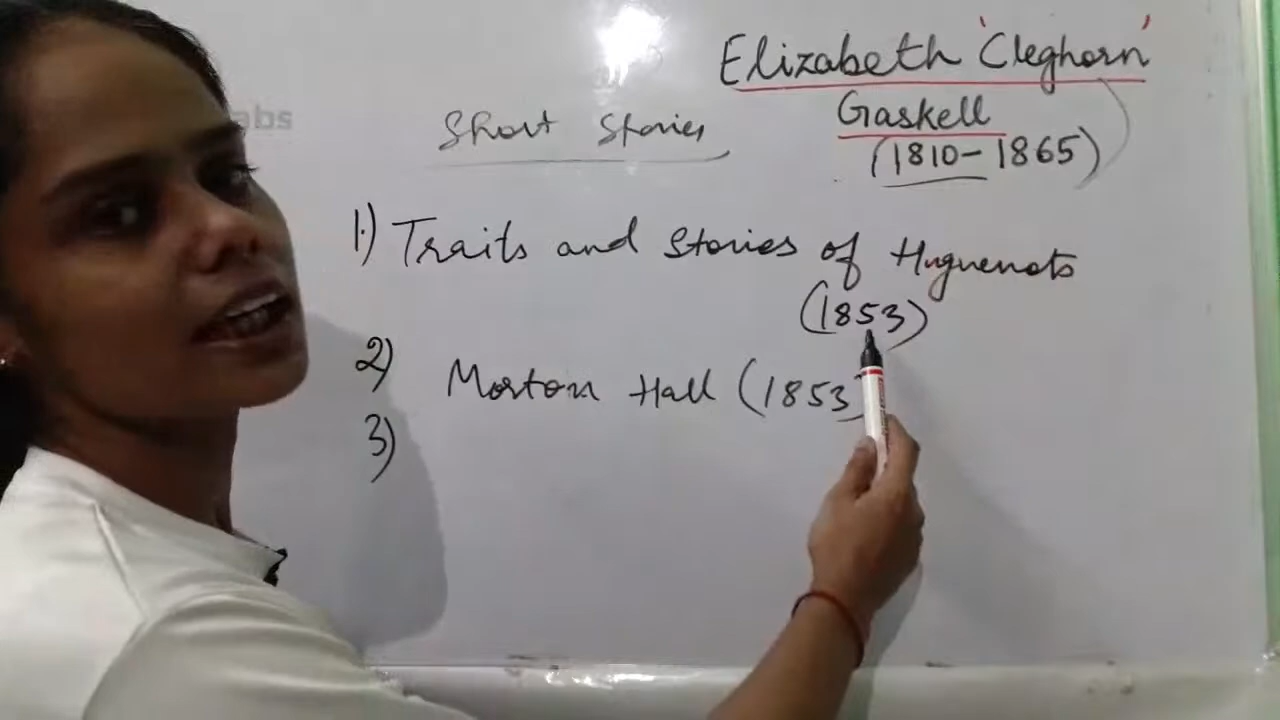 Elizabeth 'Cleghorn'
Gaskell
(1810-1865)
Short Stories
1.) Traits and Stories of Huguenots
(1853)
2) Morton Hall (1853)
3)
abs